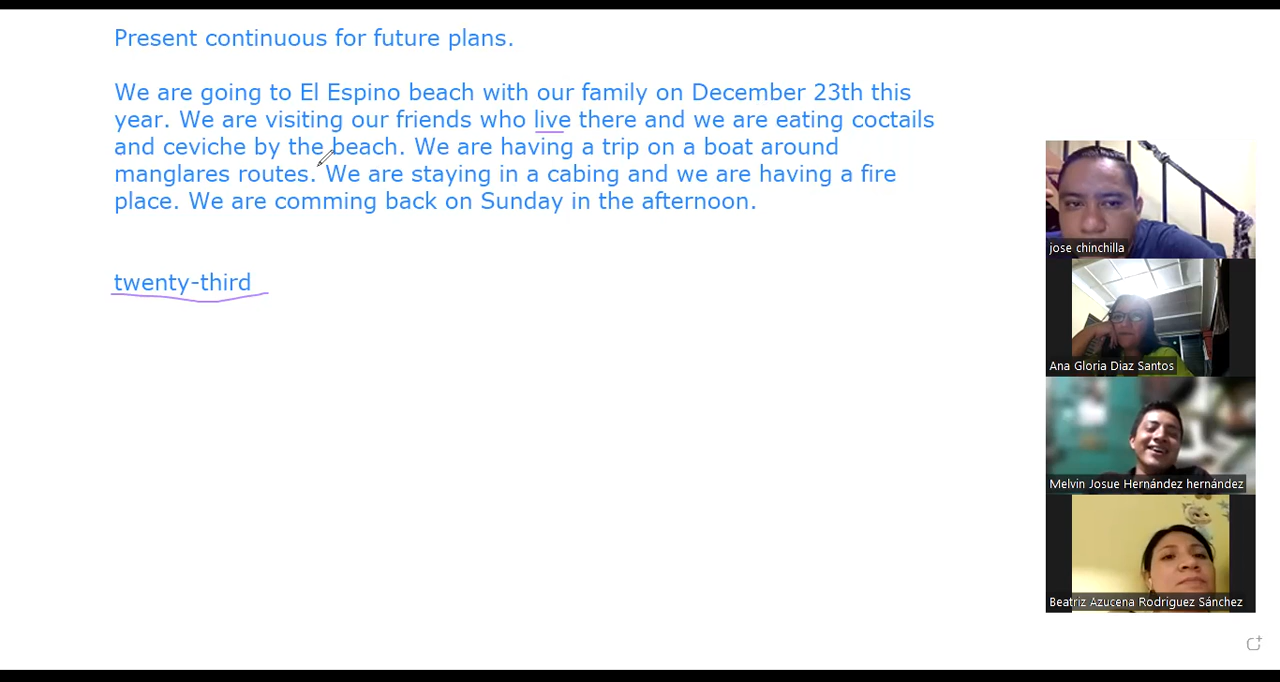 Present continuous for future plans.
We are going to El Espino beach with our family on December 23th this
year. We are visiting our friends who live there and we are eating coctails
and ceviche by the beach. We are having a trip on a boat around
manglares routes. We are staying in a cabing and we are having a fire
place. We are comming back on Sunday in the afternoon.
twenty-third
jose chinchilla
Ana Gloria Diaz Santos
Melvin Josue Hernández hernández
Beatriz Azucena Rodriguez Sánchez